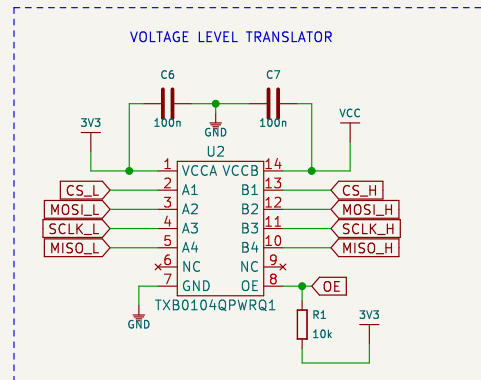 VOLTAGE LEVEL TRANSLATOR
C6
C7
100n
100n
GND
3V3
VCC
U2
1 VCCA VCCB 14
CS_L 2 A1 B1 13 CS_H
MOSI_L 3 A2 B2 12 MOSI_H
SCLK_L 4 A3 B3 11 SCLK_H
MISO_L 5 A4 B4 10 MISO_H
6 NC NC 9
7 GND OE 8 OE
TXB0104QPWRQ1
GND
R1
10k
3V3